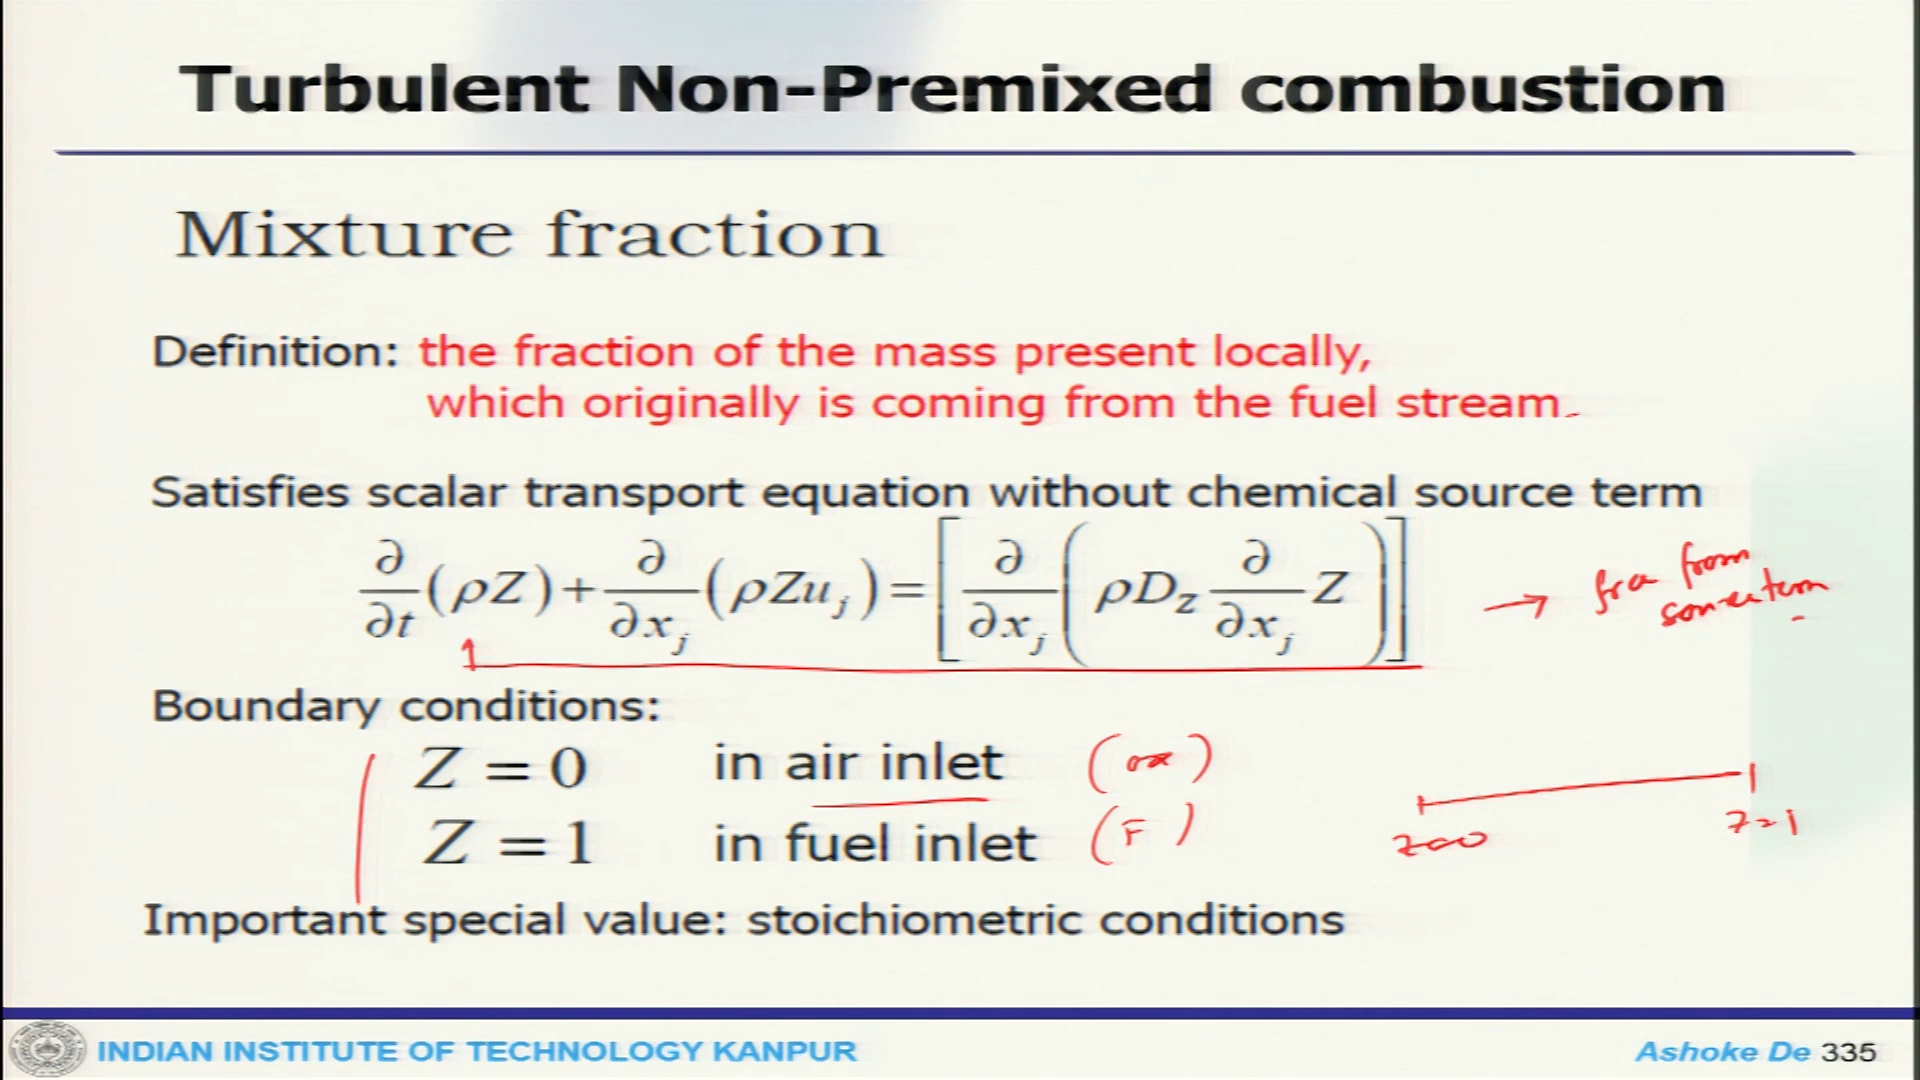 Turbulent Non-Premixed combustion
Mixture fraction
Definition: the fraction of the mass present locally,
which originally is coming from the fuel stream.
Satisfies scalar transport equation without chemical source term
∂/∂t (ρZ) + ∂/∂x_j (ρZu_j) = [∂/∂x_j (ρD_Z ∂/∂x_j Z)]
→ free from
source term
Boundary conditions:
Z = 0 in air inlet (ox)
Z = 1 in fuel inlet (F)
Z=0 Z=1
Important special value: stoichiometric conditions
INDIAN INSTITUTE OF TECHNOLOGY KANPUR
Ashoke De 335